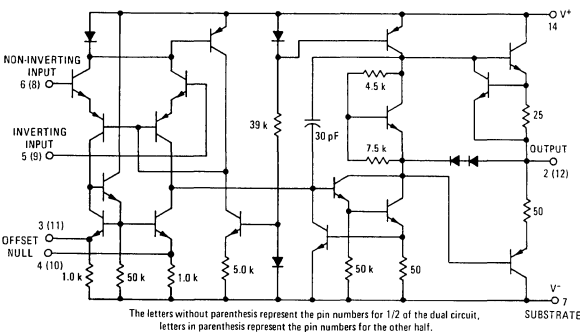 V⁺
14
NON-INVERTING
INPUT
6 (8)
4.5 k
25
39 k
30 pF
INVERTING
INPUT
5 (9)
7.5 k
OUTPUT
2 (12)
3 (11)
OFFSET
NULL
4 (10)
50
1.0 k
50 k
1.0 k
5.0 k
50 k
50
V⁻
7
SUBSTRATE
The letters without parenthesis represent the pin numbers for 1/2 of the dual circuit,
letters in parenthesis represent the pin numbers for the other half.